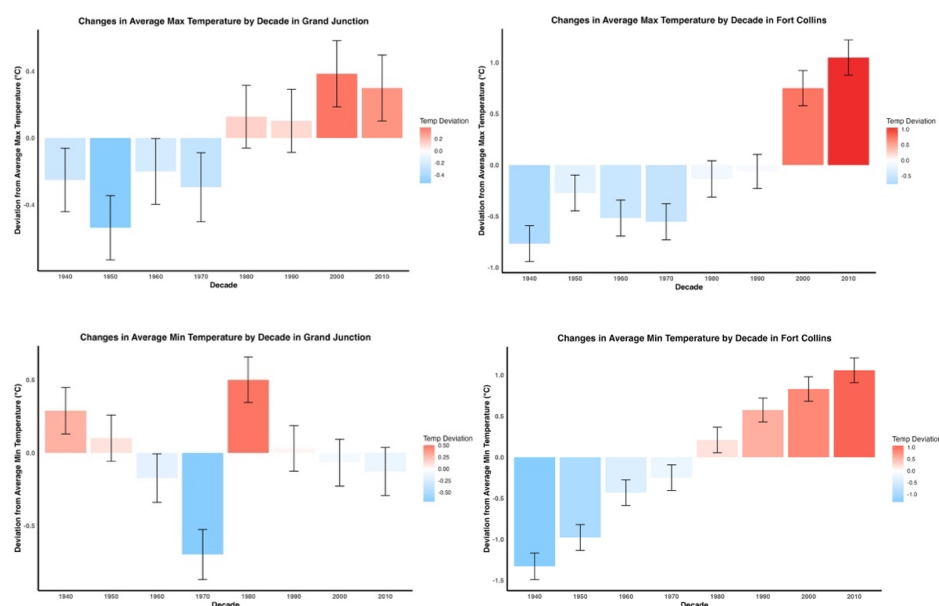 Changes in Average Max Temperature by Decade in Grand Junction
Deviation from Average Max Temperature (°C)
0.4
0.0
-0.4
1940 1950 1960 1970 1980 1990 2000 2010
Decade
Temp Deviation
0.2
0.0
-0.2
-0.4
Changes in Average Max Temperature by Decade in Fort Collins
Deviation from Average Max Temperature (°C)
1.0
0.5
0.0
-0.5
-1.0
1940 1950 1960 1970 1980 1990 2000 2010
Decade
Temp Deviation
1.0
0.5
0.0
-0.5
Changes in Average Min Temperature by Decade in Grand Junction
Deviation from Average Min Temperature (°C)
0.5
0.0
-0.5
1940 1950 1960 1970 1980 1990 2000 2010
Decade
Temp Deviation
0.50
0.25
0.00
-0.25
-0.50
Changes in Average Min Temperature by Decade in Fort Collins
Deviation from Average Min Temperature (°C)
1.0
0.5
0.0
-0.5
-1.0
-1.5
1940 1950 1960 1970 1980 1990 2000 2010
Decade
Temp Deviation
1.0
0.5
0.0
-0.5
-1.0